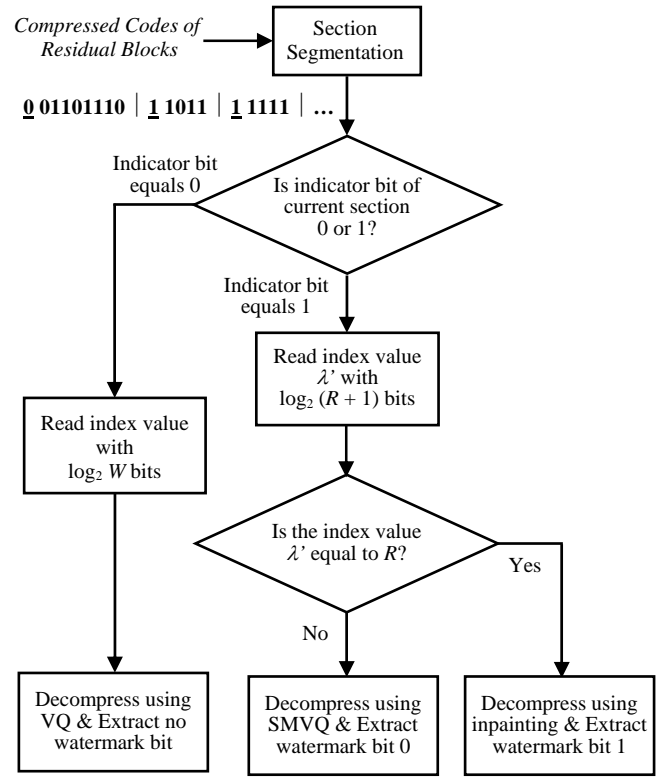 Compressed Codes of
Residual Blocks
Section
Segmentation
0 01101110 | 1 1011 | 1 1111 | …
Indicator bit
equals 0
Is indicator bit of
current section
0 or 1?
Indicator bit
equals 1
Read index value
λ’ with
log₂ (R + 1) bits
Read index value
with
log₂ W bits
Is the index value
λ’ equal to R?
Yes
No
Decompress using
VQ & Extract no
watermark bit
Decompress using
SMVQ & Extract
watermark bit 0
Decompress using
inpainting & Extract
watermark bit 1